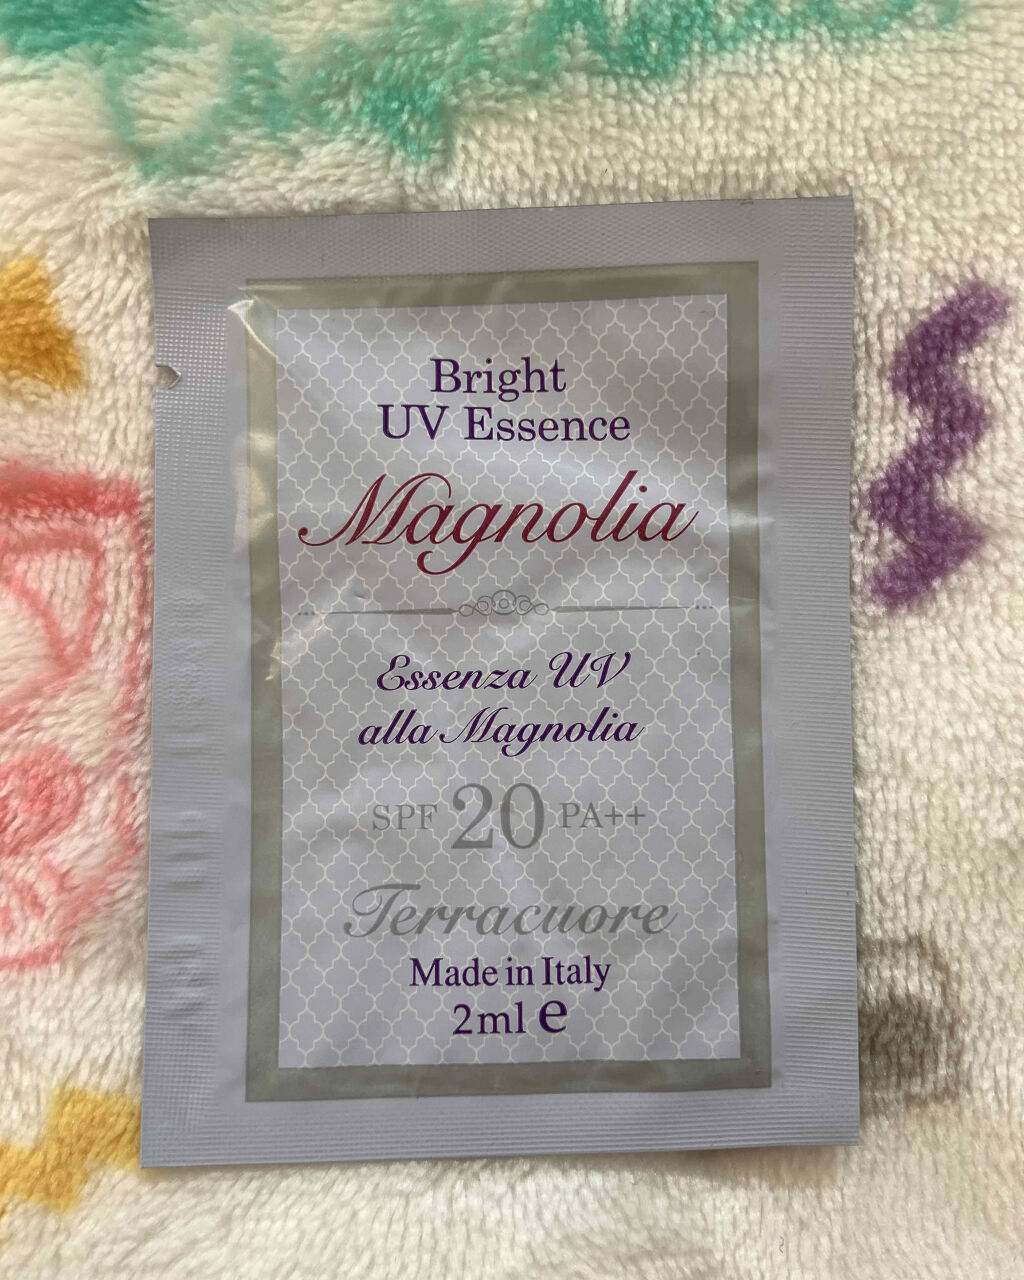 Bright
UV Essence
Magnolia
Essenza UV
alla Magnolia
SPF 20 PA++
Terracuore
Made in Italy
2ml e